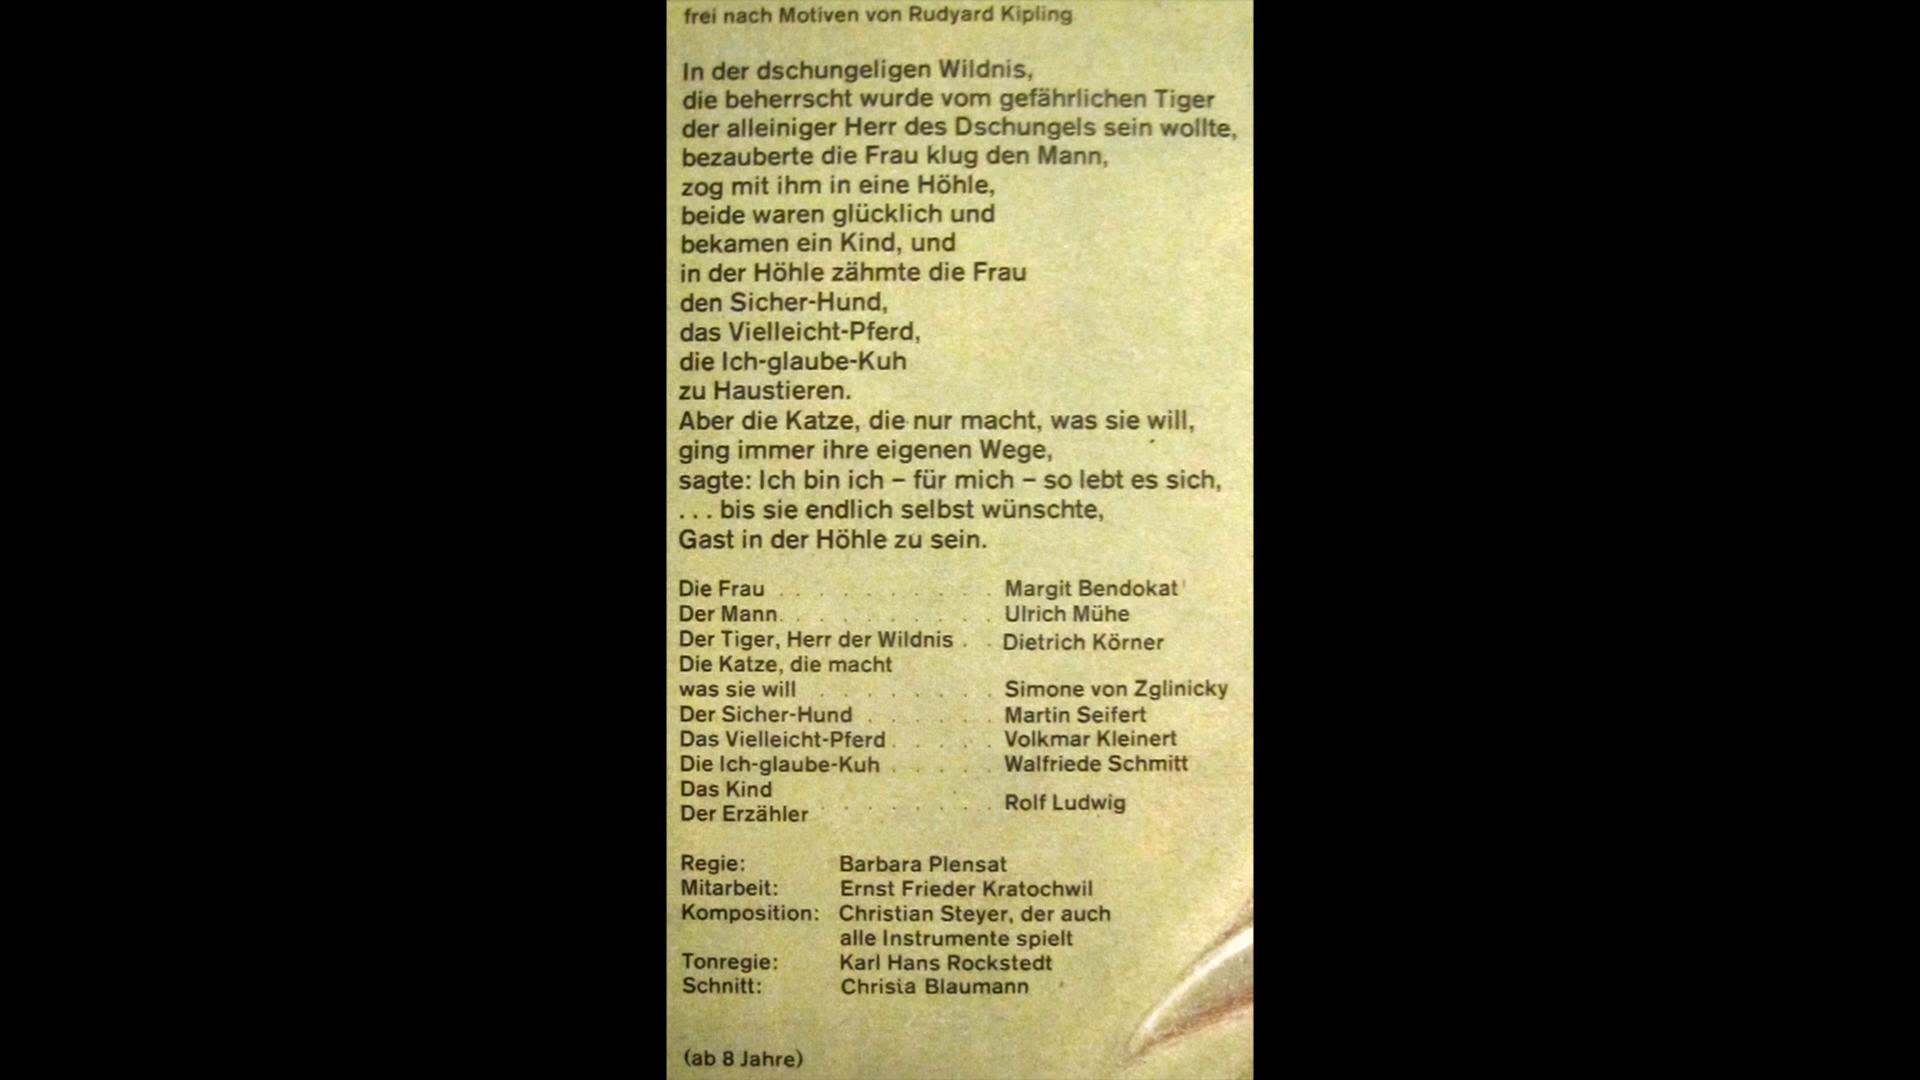 frei nach Motiven von Rudyard Kipling
In der dschungeligen Wildnis,
die beherrscht wurde vom gefährlichen Tiger
der alleiniger Herr des Dschungels sein wollte,
bezauberte die Frau klug den Mann,
zog mit ihm in eine Höhle,
beide waren glücklich und
bekamen ein Kind, und
in der Höhle zähmte die Frau
den Sicher-Hund,
das Vielleicht-Pferd,
die Ich-glaube-Kuh
zu Haustieren.
Aber die Katze, die nur macht, was sie will,
ging immer ihre eigenen Wege,
sagte: Ich bin ich – für mich – so lebt es sich,
. . . bis sie endlich selbst wünschte,
Gast in der Höhle zu sein.
Die Frau . . . . . . . . . . Margit Bendokat
Der Mann . . . . . . . . . . Ulrich Mühe
Der Tiger, Herr der Wildnis . . Dietrich Körner
Die Katze, die macht
was sie will . . . . . . . . Simone von Zglinicky
Der Sicher-Hund . . . . . . Martin Seifert
Das Vielleicht-Pferd . . . . . Volkmar Kleinert
Die Ich-glaube-Kuh . . . . . Walfriede Schmitt
Das Kind
Der Erzähler . . . . . . . . Rolf Ludwig
Regie: Barbara Plensat
Mitarbeit: Ernst Frieder Kratochwil
Komposition: Christian Steyer, der auch
alle Instrumente spielt
Tonregie: Karl Hans Rockstedt
Schnitt: Christa Blaumann
(ab 8 Jahre)